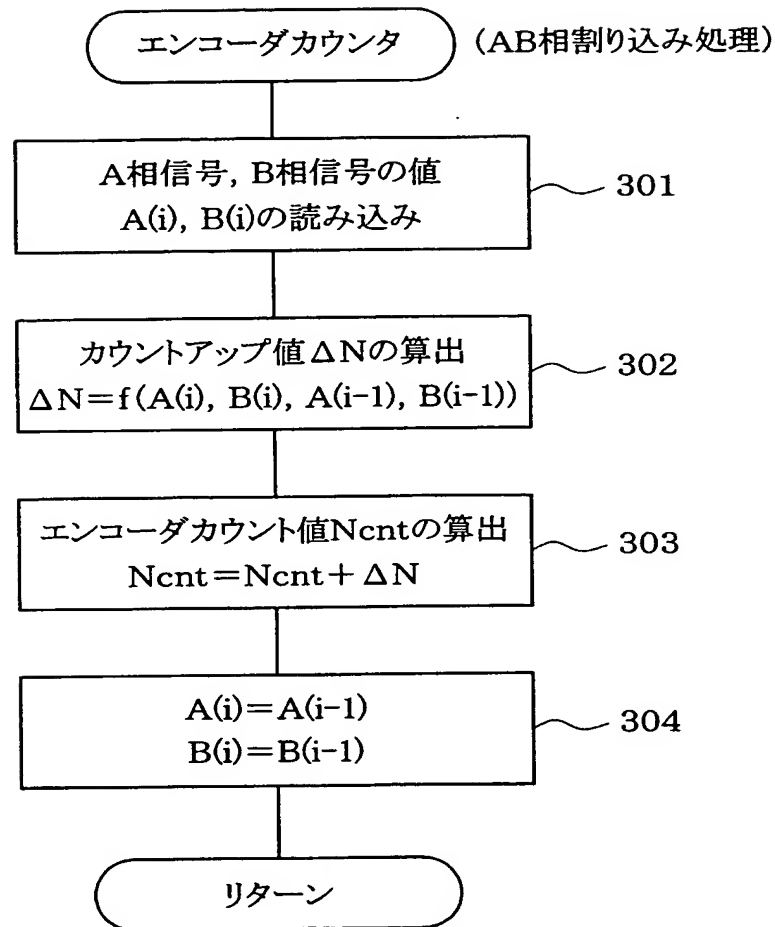 エンコーダカウンタ (AB相割り込み処理)
A相信号, B相信号の値
A(i), B(i)の読み込み
301
カウントアップ値ΔNの算出
ΔN=f(A(i), B(i), A(i-1), B(i-1))
302
エンコーダカウント値Ncntの算出
Ncnt=Ncnt+ΔN
303
A(i)=A(i-1)
B(i)=B(i-1)
304
リターン